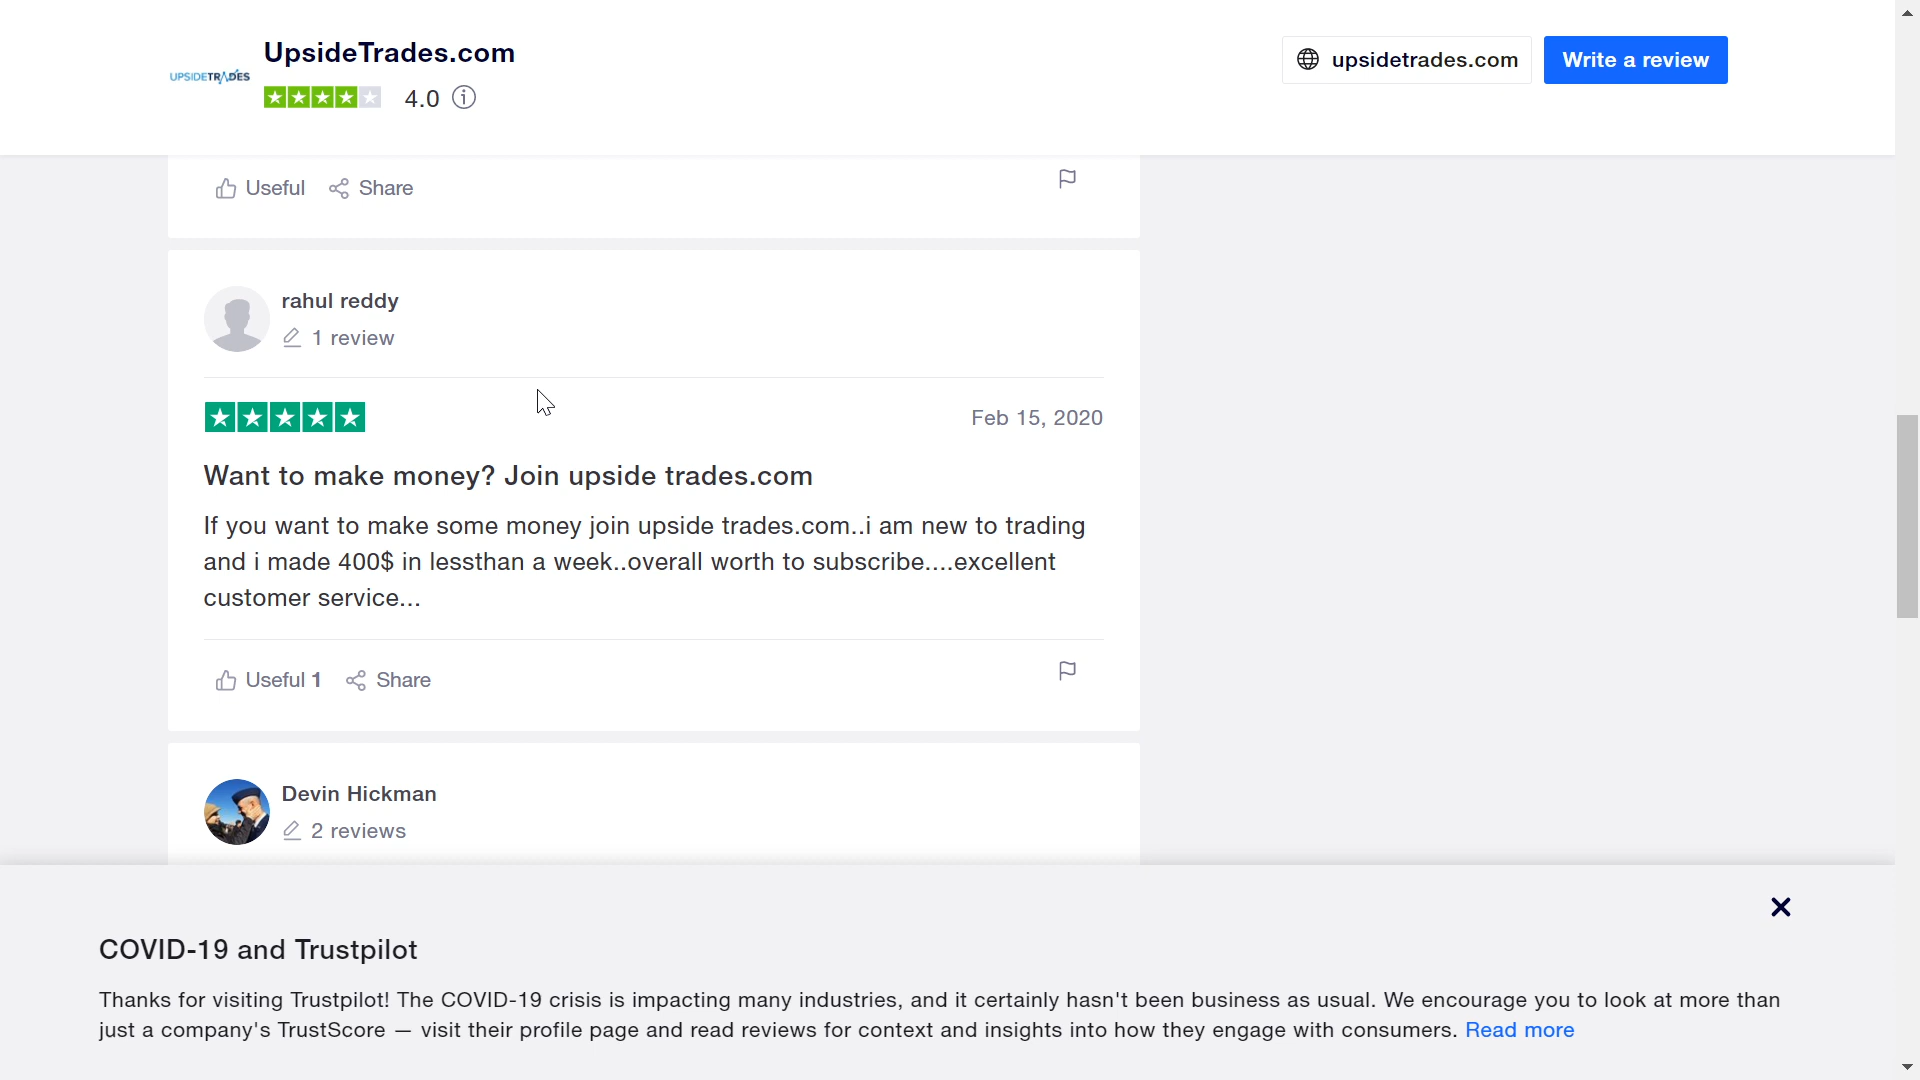 UpsideTrades.com
UPSIDETRADES
4.0
upsidetrades.com
Write a review
Useful Share
rahul reddy
1 review
Feb 15, 2020
Want to make money? Join upside trades.com
If you want to make some money join upside trades.com..i am new to trading
and i made 400$ in lessthan a week..overall worth to subscribe....excellent
customer service...
Useful 1 Share
Devin Hickman
2 reviews
COVID-19 and Trustpilot
Thanks for visiting Trustpilot! The COVID-19 crisis is impacting many industries, and it certainly hasn't been business as usual. We encourage you to look at more than
just a company's TrustScore — visit their profile page and read reviews for context and insights into how they engage with consumers. Read more